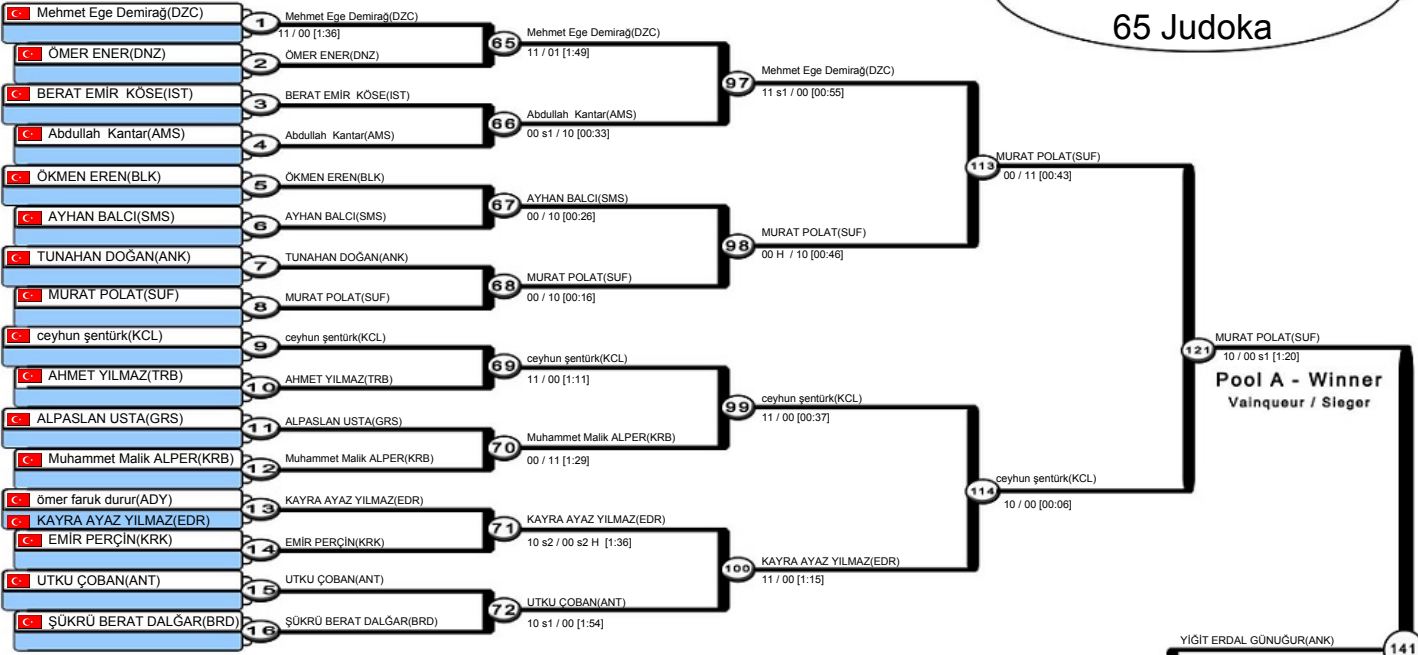 65 Judoka
Mehmet Ege Demirağ(DZC)
ÖMER ENER(DNZ)
BERAT EMİR KÖSE(IST)
Abdullah Kantar(AMS)
ÖKMEN EREN(BLK)
AYHAN BALCI(SMS)
TUNAHAN DOĞAN(ANK)
MURAT POLAT(SUF)
ceyhun şentürk(KCL)
AHMET YILMAZ(TRB)
ALPASLAN USTA(GRS)
Muhammet Malik ALPER(KRB)
ömer faruk durur(ADY)
KAYRA AYAZ YILMAZ(EDR)
EMİR PERÇİN(KRK)
UTKU ÇOBAN(ANT)
ŞÜKRÜ BERAT DALĞAR(BRD)
1
2
3
4
5
6
7
8
9
10
11
12
13
14
15
16
Mehmet Ege Demirağ(DZC)
11 / 00 [1:36]
ÖMER ENER(DNZ)
BERAT EMİR KÖSE(IST)
Abdullah Kantar(AMS)
ÖKMEN EREN(BLK)
AYHAN BALCI(SMS)
TUNAHAN DOĞAN(ANK)
MURAT POLAT(SUF)
ceyhun şentürk(KCL)
AHMET YILMAZ(TRB)
ALPASLAN USTA(GRS)
Muhammet Malik ALPER(KRB)
KAYRA AYAZ YILMAZ(EDR)
EMİR PERÇİN(KRK)
UTKU ÇOBAN(ANT)
ŞÜKRÜ BERAT DALĞAR(BRD)
65
66
67
68
69
70
71
72
Mehmet Ege Demirağ(DZC)
11 / 01 [1:49]
Abdullah Kantar(AMS)
00 s1 / 10 [00:33]
AYHAN BALCI(SMS)
00 / 10 [00:26]
MURAT POLAT(SUF)
00 / 10 [00:16]
ceyhun şentürk(KCL)
11 / 00 [1:11]
Muhammet Malik ALPER(KRB)
00 / 11 [1:29]
KAYRA AYAZ YILMAZ(EDR)
10 s2 / 00 s2 H [1:36]
UTKU ÇOBAN(ANT)
10 s1 / 00 [1:54]
97
98
99
100
Mehmet Ege Demirağ(DZC)
11 s1 / 00 [00:55]
MURAT POLAT(SUF)
00 H / 10 [00:46]
ceyhun şentürk(KCL)
11 / 00 [00:37]
KAYRA AYAZ YILMAZ(EDR)
11 / 00 [1:15]
113
114
MURAT POLAT(SUF)
00 / 11 [00:43]
ceyhun şentürk(KCL)
10 / 00 [00:06]
121
MURAT POLAT(SUF)
10 / 00 s1 [1:20]
Pool A - Winner
Vainqueur / Sieger
YİĞİT ERDAL GÜNUĞUR(ANK)
141